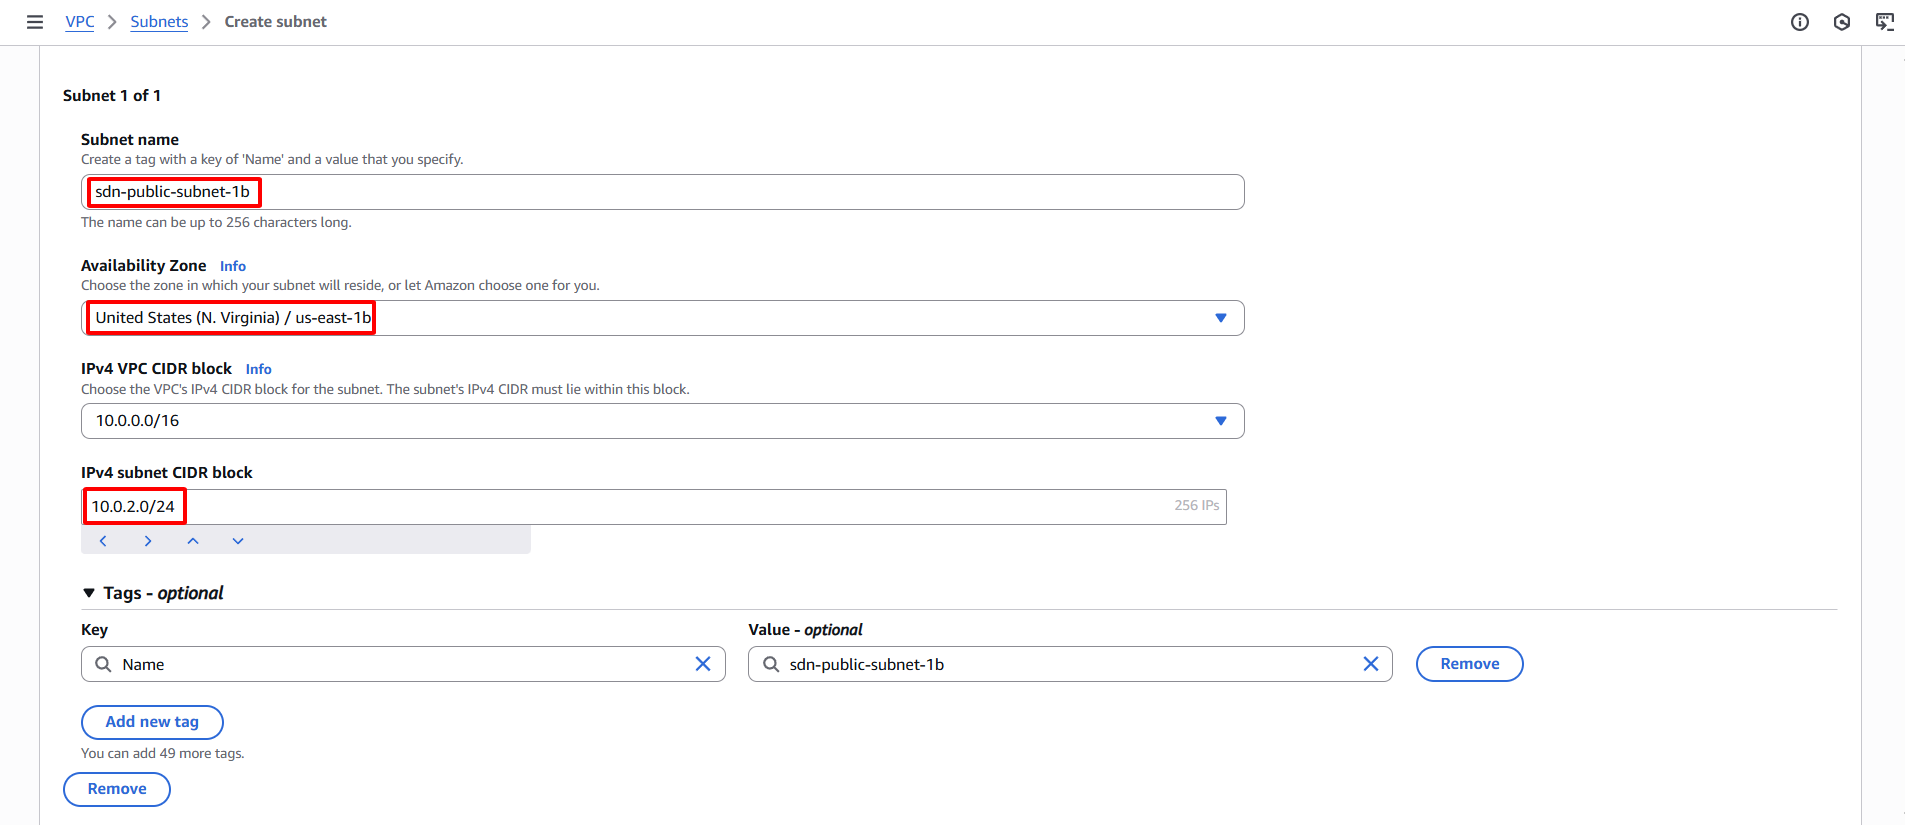 VPC > Subnets > Create subnet
Subnet 1 of 1
Subnet name
Create a tag with a key of 'Name' and a value that you specify.
sdn-public-subnet-1b
The name can be up to 256 characters long.
Availability Zone Info
Choose the zone in which your subnet will reside, or let Amazon choose one for you.
United States (N. Virginia) / us-east-1b
IPv4 VPC CIDR block Info
Choose the VPC's IPv4 CIDR block for the subnet. The subnet's IPv4 CIDR must lie within this block.
10.0.0.0/16
IPv4 subnet CIDR block
10.0.2.0/24 256 IPs
Tags - optional
Key Value - optional
Name sdn-public-subnet-1b Remove
Add new tag
You can add 49 more tags.
Remove